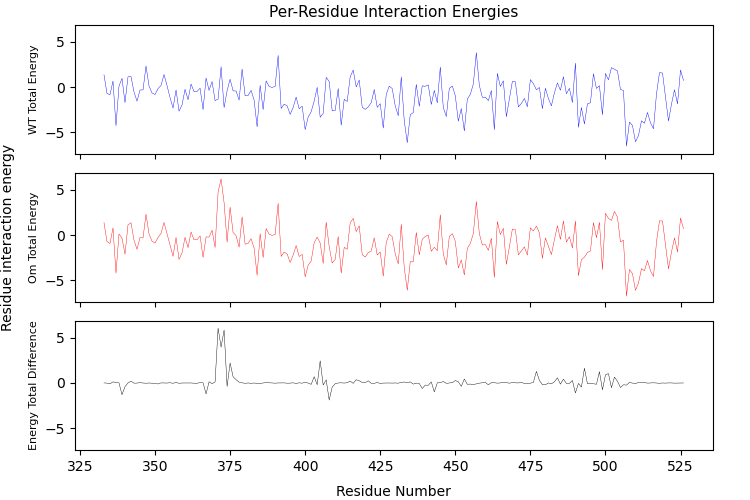 Per-Residue Interaction Energies
Residue interaction energy
WT Total Energy
5
0
−5
Om Total Energy
5
0
−5
Energy Total Difference
5
0
−5
325 350 375 400 425 450 475 500 525
Residue Number